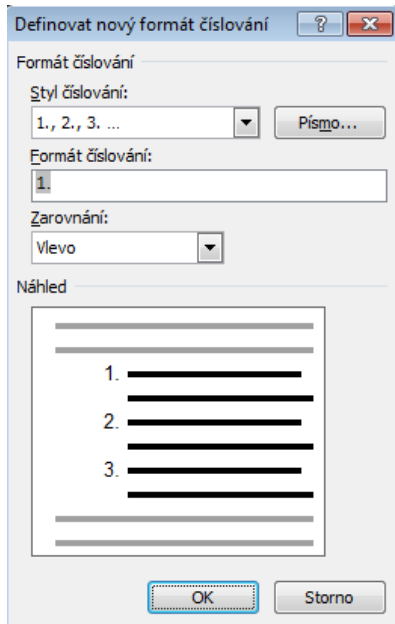 Definovat nový formát číslování
Formát číslování
Styl číslování:
1., 2., 3. ...
Písmo...
Formát číslování:
1.
Zarovnání:
Vlevo
Náhled
1.
2.
3.
OK
Storno